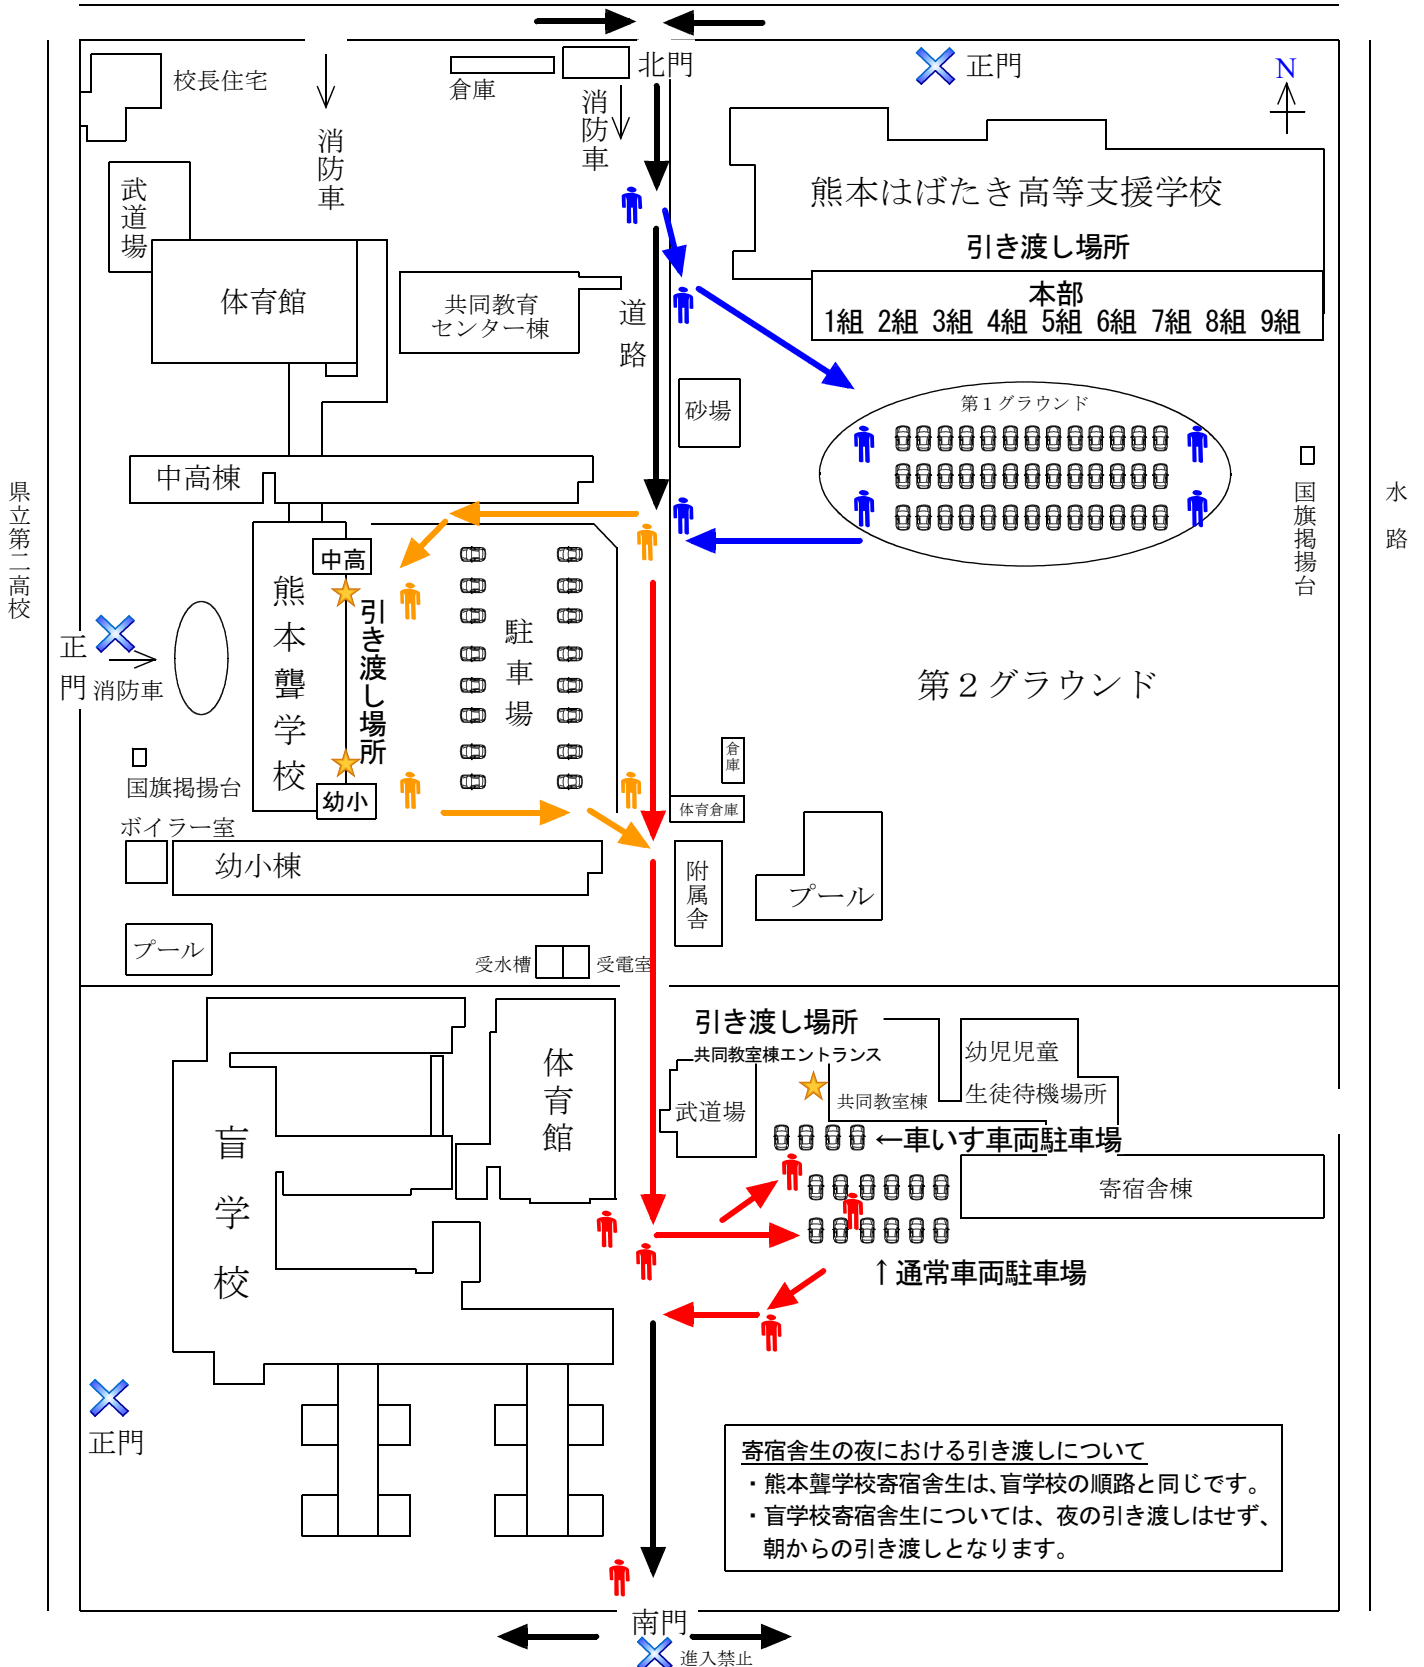 北門
正門
N
校長住宅
倉庫
消防車
消防車
武道場
熊本はばたき高等支援学校
引き渡し場所
本部
1組 2組 3組 4組 5組 6組 7組 8組 9組
体育館
共同教育
センター棟
道路
砂場
第1グラウンド
中高棟
県立第二高校
国旗掲揚台
水路
中高
熊本聾学校
引き渡し場所
駐車場
正門
消防車
第2グラウンド
国旗掲揚台
幼小
倉庫
体育倉庫
ボイラー室
幼小棟
附属舎
プール
プール
受水槽
受電室
引き渡し場所
共同教室棟エントランス
幼児児童
生徒待機場所
体育館
武道場
共同教室棟
←車いす車両駐車場
盲学校
寄宿舎棟
↑通常車両駐車場
正門
寄宿舎生の夜における引き渡しについて
・熊本聾学校寄宿舎生は、盲学校の順路と同じです。
・盲学校寄宿舎生については、夜の引き渡しはせず、
朝からの引き渡しとなります。
南門
進入禁止